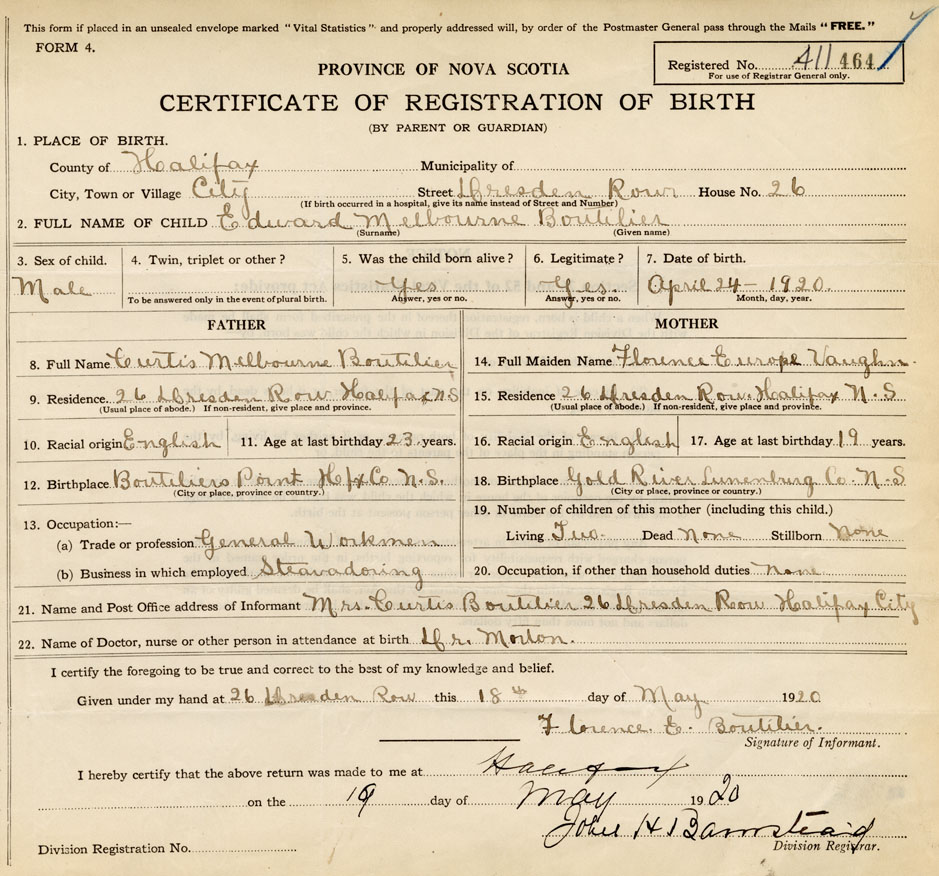 This form if placed in an unsealed envelope marked "Vital Statistics" and properly addressed will, by order of the Postmaster General pass through the Mails "FREE."
FORM 4.
Registered No. 411464
For use of Registrar General only.
PROVINCE OF NOVA SCOTIA
CERTIFICATE OF REGISTRATION OF BIRTH
(BY PARENT OR GUARDIAN)
1. PLACE OF BIRTH.
County of Halifax Municipality of
City, Town or Village City Street Dresden Row House No. 26
(If birth occurred in a hospital, give its name instead of Street and Number)
2. FULL NAME OF CHILD Edward Melbourne Boutilier
(Surname) (Given name)
3. Sex of child. 4. Twin, triplet or other? 5. Was the child born alive? 6. Legitimate? 7. Date of birth.
Male Yes Yes. April 24 - 1920.
To be answered only in the event of plural birth. Answer, yes or no. Answer, yes or no. Month, day, year.
FATHER MOTHER
8. Full Name Curtis Melbourne Boutilier 14. Full Maiden Name Florence Europe Vaughn.
9. Residence. 26 Dresden Row Halifax N.S 15. Residence 26 Dresden Row. Halifax N.S
(Usual place of abode.) If non-resident, give place and province. (Usual place of abode.) If non-resident, give place and province.
10. Racial origin English 11. Age at last birthday 23. years. 16. Racial origin English 17. Age at last birthday 19 years.
12. Birthplace Boutiliers Point Hfx Co N.S. 18. Birthplace Gold River Lunenburg Co. N.S
(City or place, province or country.) (City or place, province or country.)
13. Occupation:— 19. Number of children of this mother (including this child.)
(a) Trade or profession General Workmen Living Two. Dead None Stillborn None
(b) Business in which employed Steavadoring 20. Occupation, if other than household duties None
21. Name and Post Office address of Informant Mrs. Curtis Boutilier 26 Dresden Row Halifax City
22. Name of Doctor, nurse or other person in attendance at birth Dr. Morton.
I certify the foregoing to be true and correct to the best of my knowledge and belief.
Given under my hand at 26 Dresden Row this 18th day of May 1920
Florence. E. Boutilier.
Signature of Informant.
I hereby certify that the above return was made to me at Halifax
on the 19 day of May 1920
John H. Barnstead
Division Registrar.
Division Registration No.